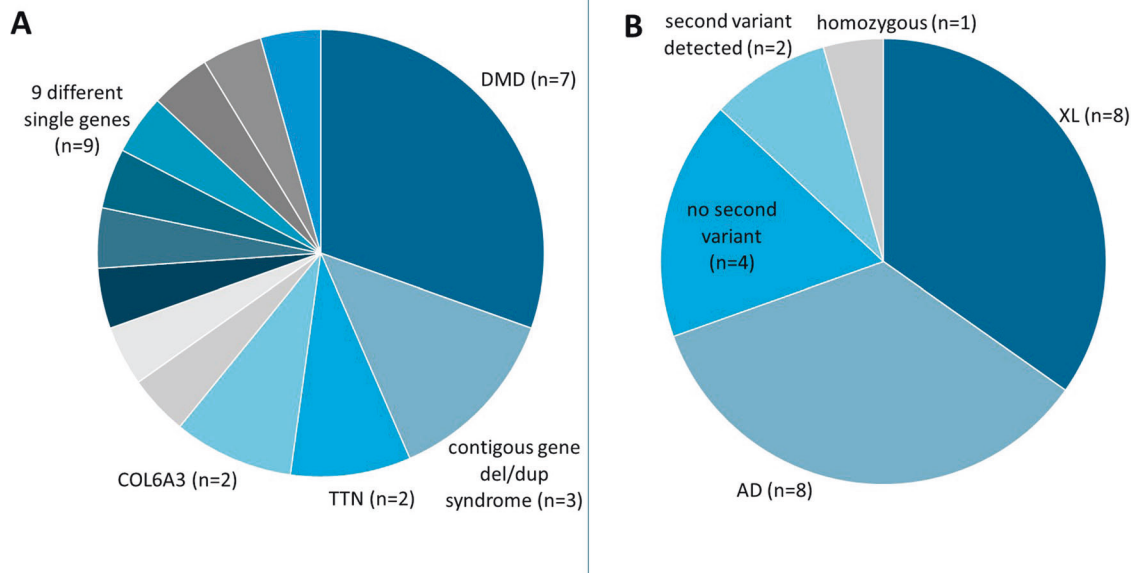 A
DMD (n=7)
9 different
single genes
(n=9)
COL6A3 (n=2)
TTN (n=2)
contigous gene
del/dup
syndrome (n=3)
B
second variant
detected (n=2)
homozygous (n=1)
XL (n=8)
no second
variant
(n=4)
AD (n=8)